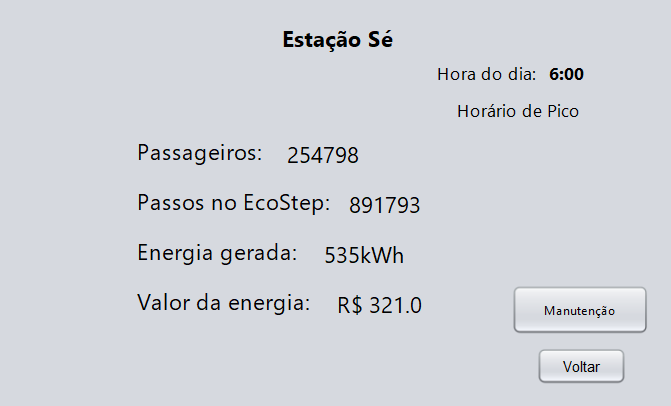 Estação Sé
Hora do dia: 6:00
Horário de Pico
Passageiros: 254798
Passos no EcoStep: 891793
Energia gerada: 535kWh
Valor da energia: R$ 321.0
Manutenção
Voltar